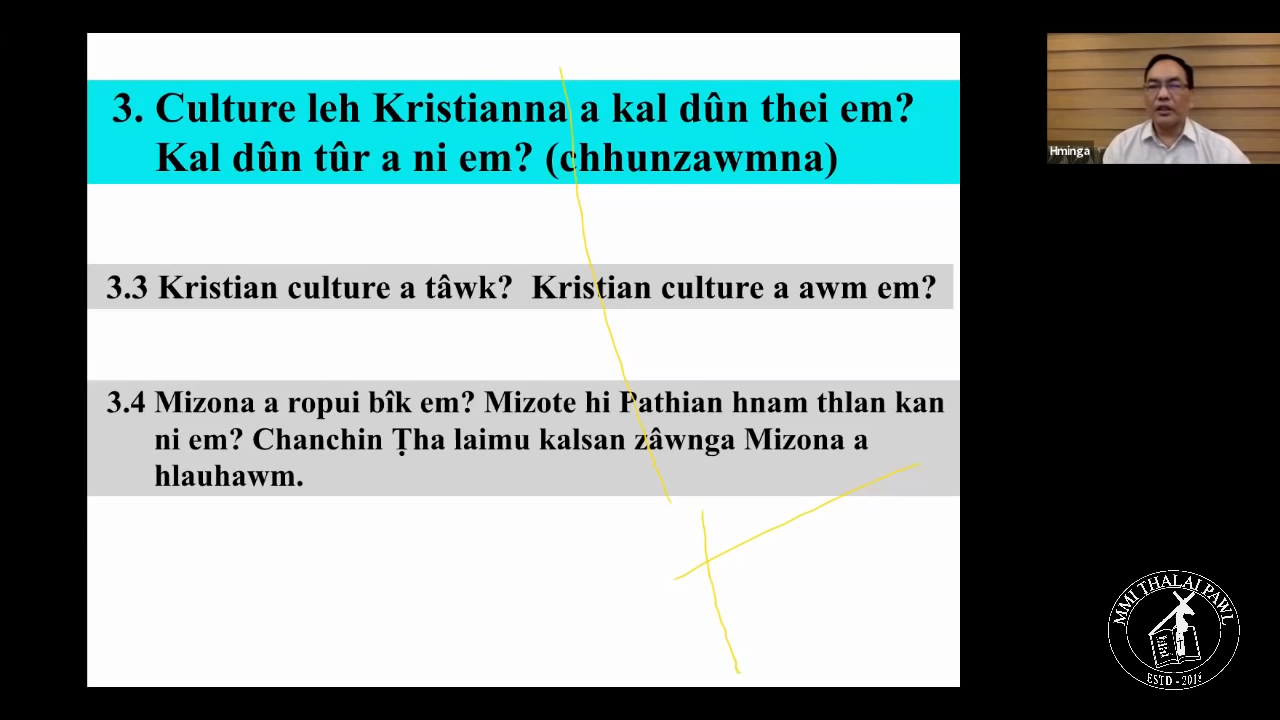 3. Culture leh Kristianna a kal dûn thei em?
Kal dûn tûr a ni em? (chhunzawmna)
Hminga
3.3 Kristian culture a tâwk? Kristian culture a awm em?
3.4 Mizona a ropui bîk em? Mizote hi Pathian hnam thlan kan
ni em? Chanchin Ṭha laimu kalsan zâwnga Mizona a
hlauhawm.
MMI THALAI PAWL
ESTD - 2018